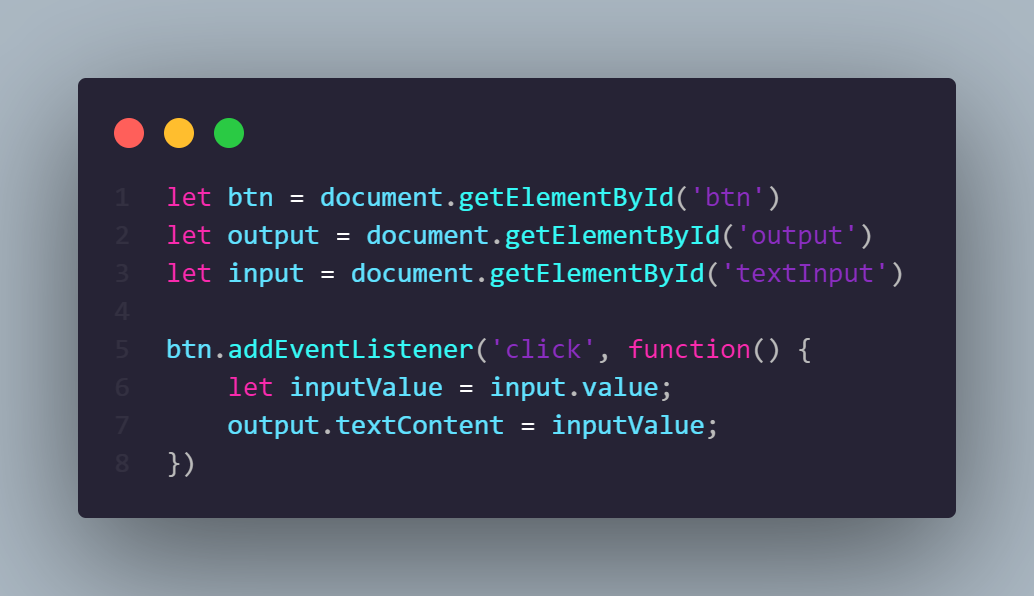 1 let btn = document.getElementById('btn')
2 let output = document.getElementById('output')
3 let input = document.getElementById('textInput')
4
5 btn.addEventListener('click', function() {
6     let inputValue = input.value;
7     output.textContent = inputValue;
8 })